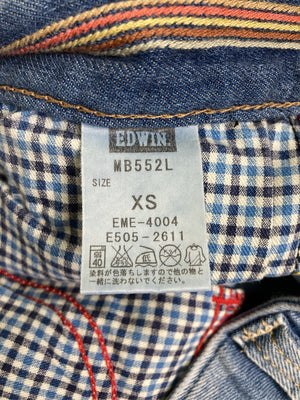 EDWIN
MB552L
SIZE
XS
EME-4004
E505-2611
40
染料が色落ちしますので他の物と
一緒に洗わないでください。